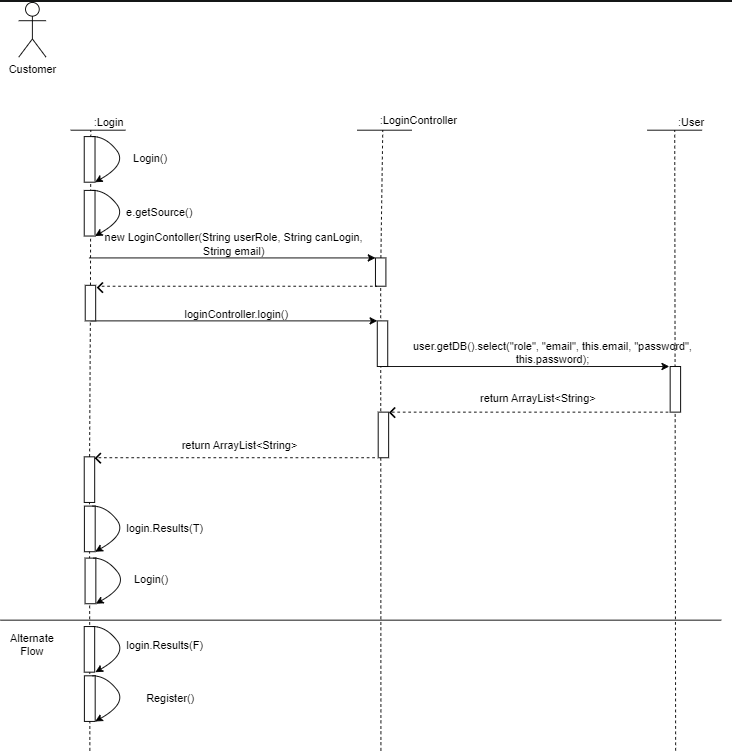 Customer
:Login
:LoginController
:User
Login()
e.getSource()
new LoginContoller(String userRole, String canLogin,
String email)
loginController.login()
user.getDB().select("role", "email", this.email, "password",
this.password);
return ArrayList<String>
return ArrayList<String>
login.Results(T)
Login()
Alternate
Flow
login.Results(F)
Register()